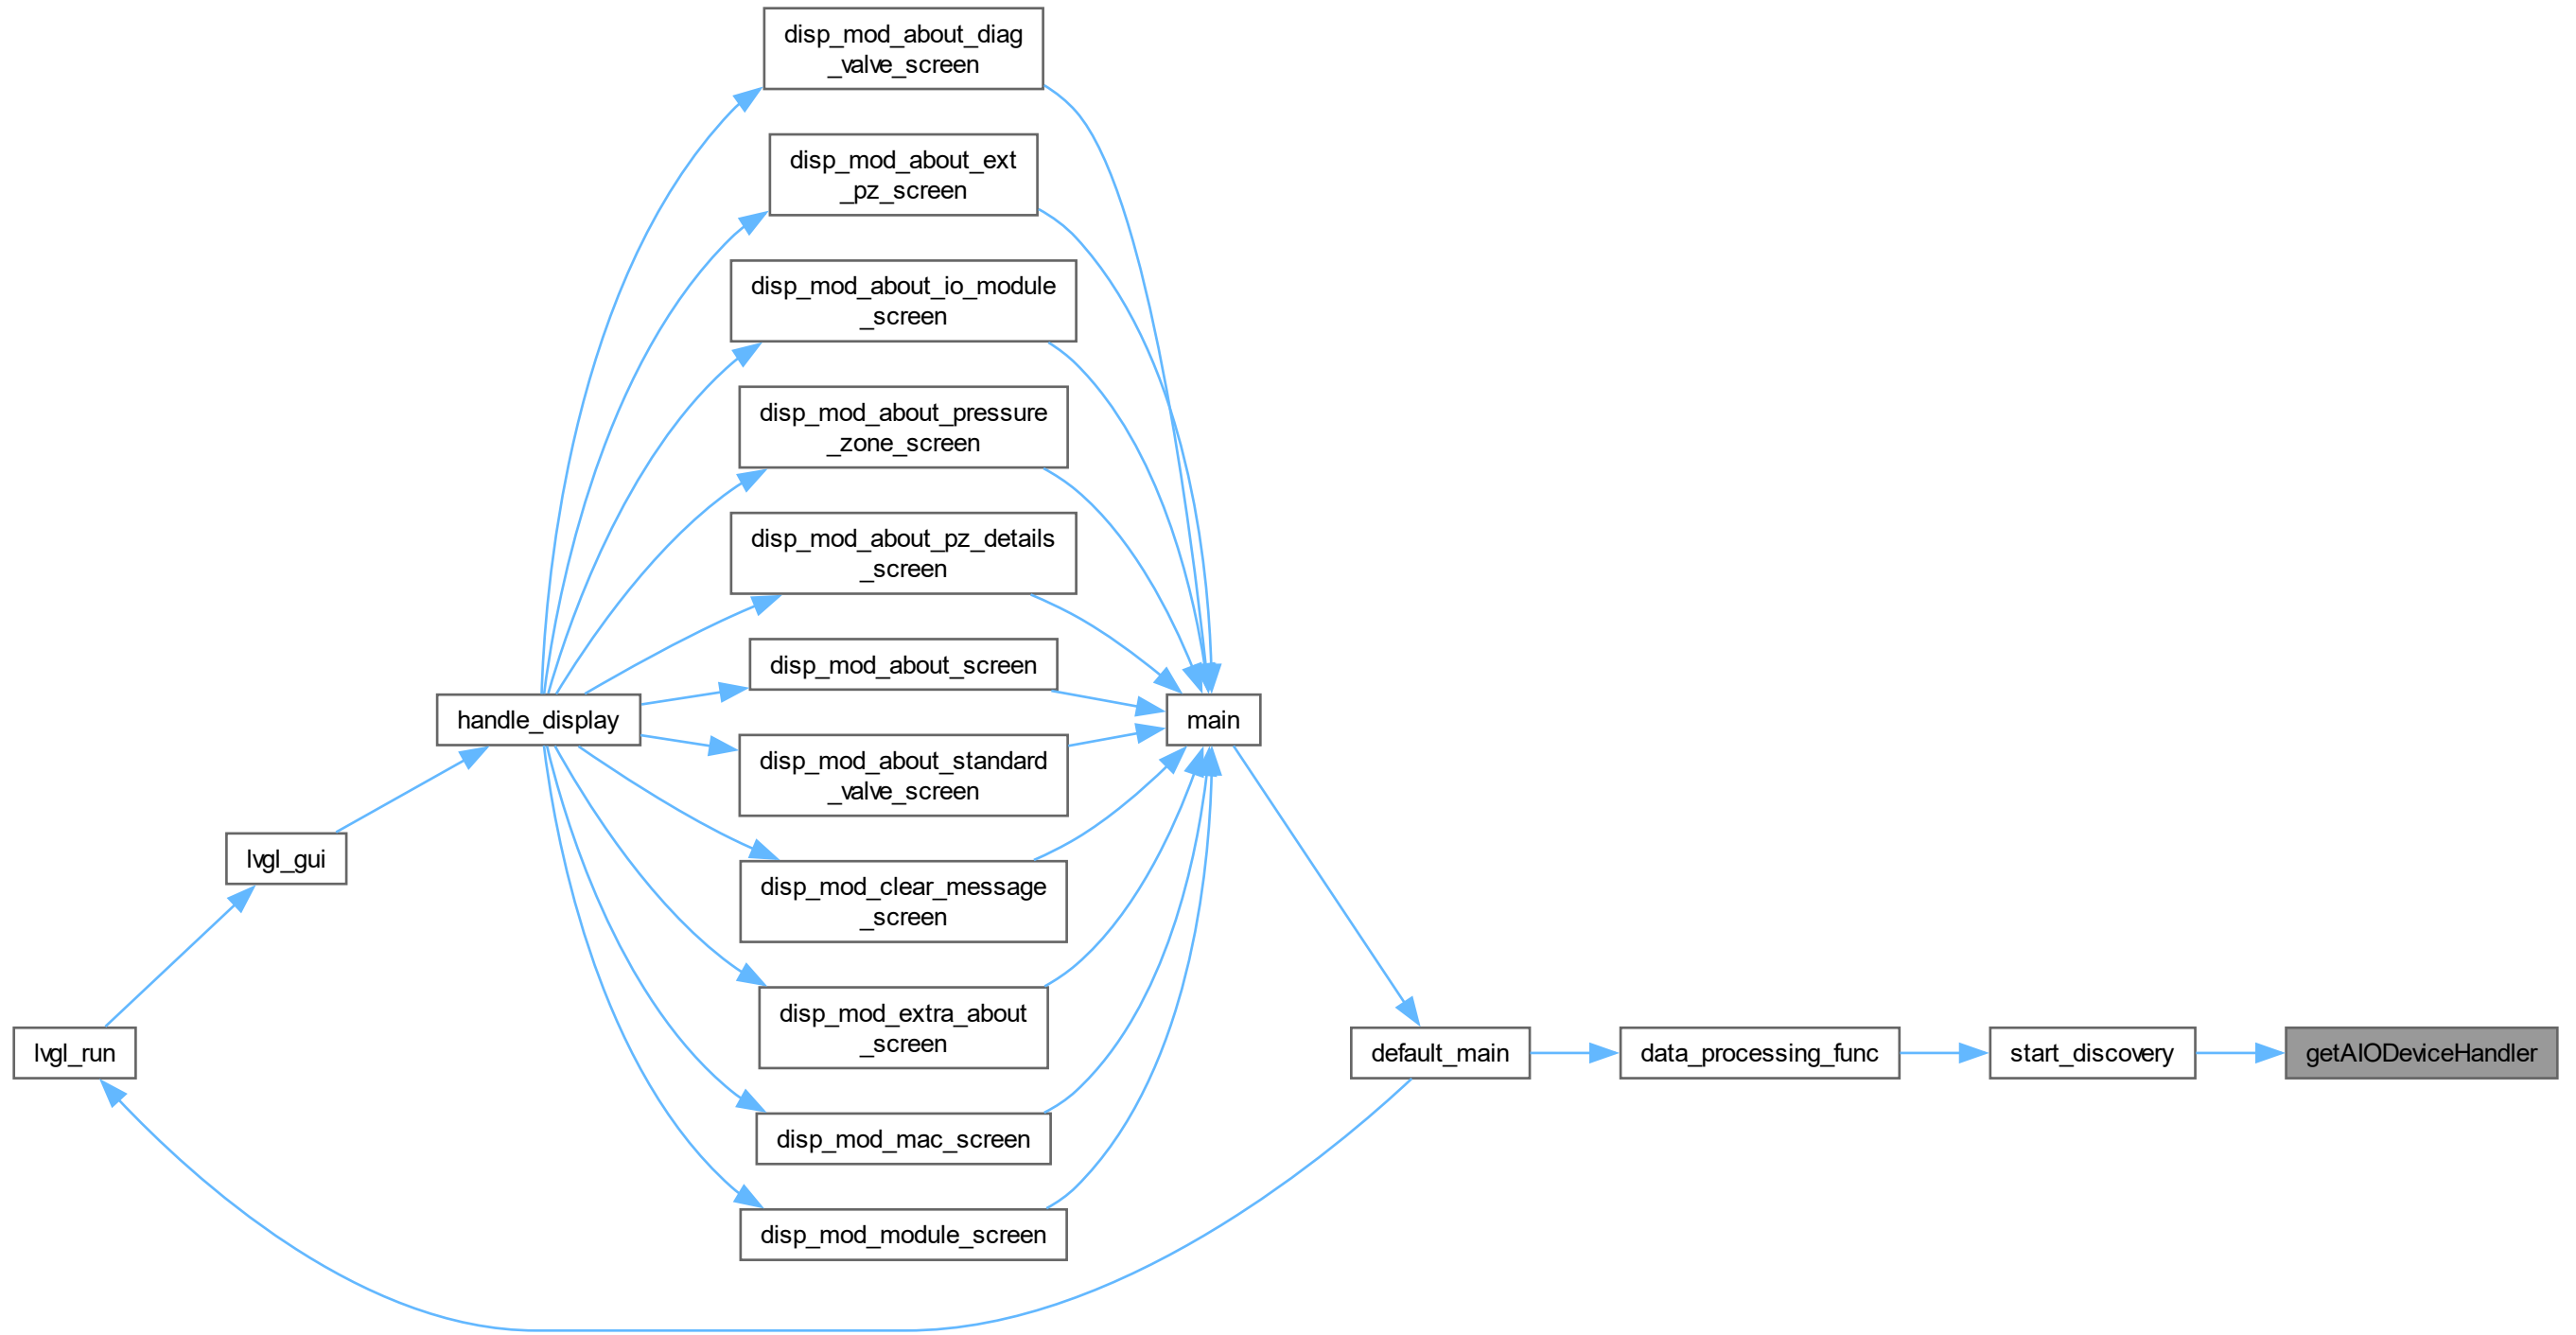 disp_mod_about_diag
_valve_screen
disp_mod_about_ext
_pz_screen
disp_mod_about_io_module
_screen
disp_mod_about_pressure
_zone_screen
disp_mod_about_pz_details
_screen
disp_mod_about_screen
handle_display
main
disp_mod_about_standard
_valve_screen
lvgl_gui
disp_mod_clear_message
_screen
disp_mod_extra_about
_screen
lvgl_run
default_main
data_processing_func
start_discovery
getAIODeviceHandler
disp_mod_mac_screen
disp_mod_module_screen